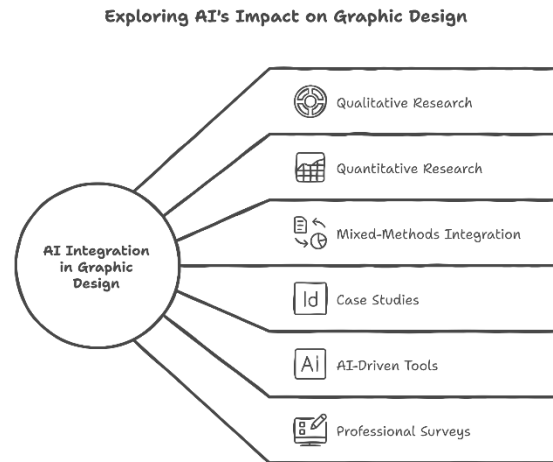 Exploring AI's Impact on Graphic Design
Qualitative Research
Quantitative Research
Mixed-Methods Integration
AI Integration
in Graphic
Design
Id
Case Studies
Ai
AI-Driven Tools
Professional Surveys